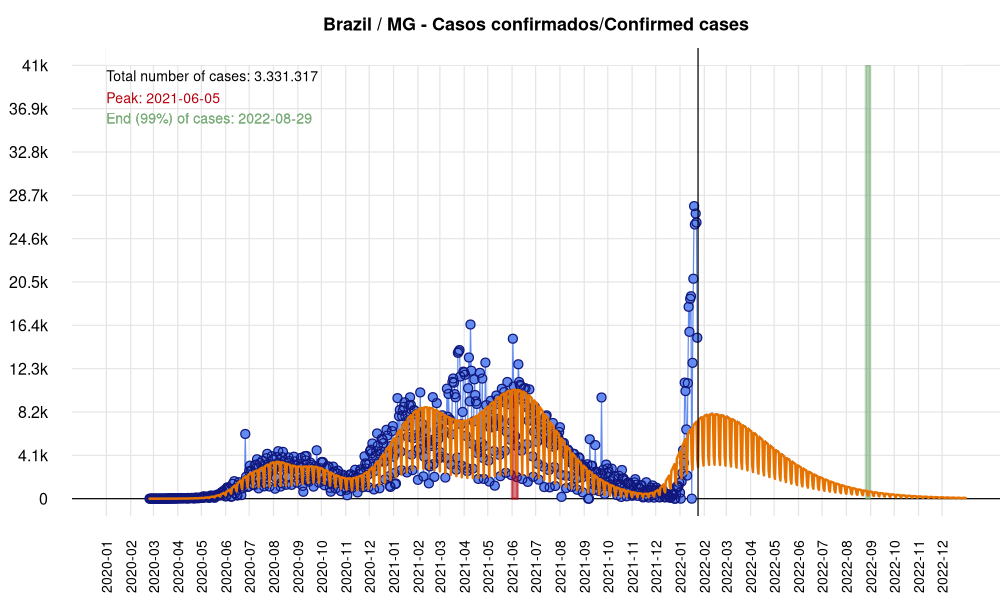 Brazil / MG - Casos confirmados/Confirmed cases
Total number of cases: 3.331.317
Peak: 2021-06-05
End (99%) of cases: 2022-08-29
41k
36.9k
32.8k
28.7k
24.6k
20.5k
16.4k
12.3k
8.2k
4.1k
0
2020-01
2020-02
2020-03
2020-04
2020-05
2020-06
2020-07
2020-08
2020-09
2020-10
2020-11
2020-12
2021-01
2021-02
2021-03
2021-04
2021-05
2021-06
2021-07
2021-08
2021-09
2021-10
2021-11
2021-12
2022-01
2022-02
2022-03
2022-04
2022-05
2022-06
2022-07
2022-08
2022-09
2022-10
2022-11
2022-12